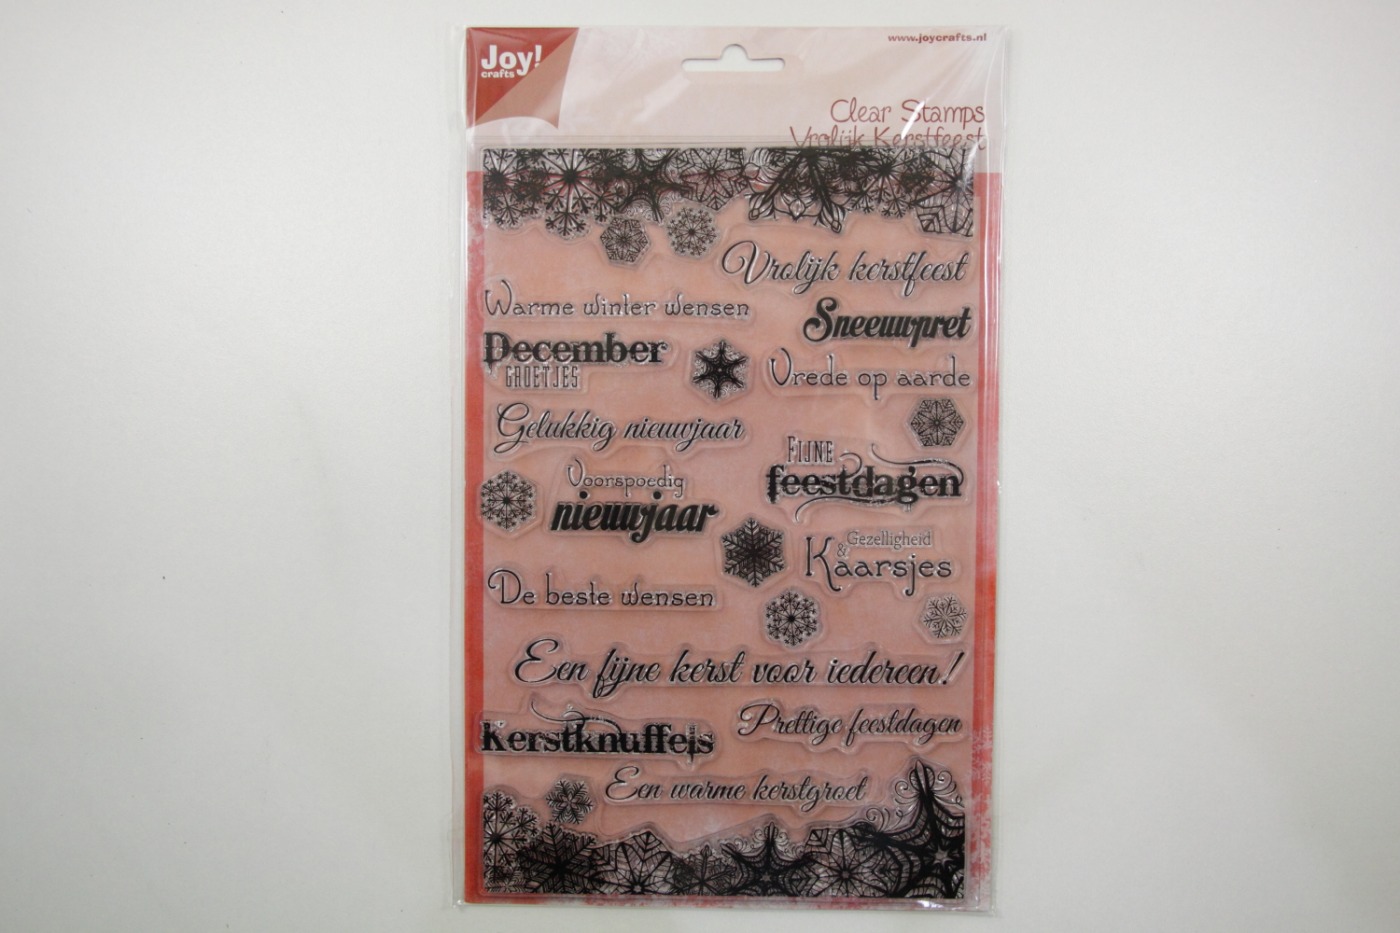 Joy!
crafts
www.joycrafts.nl
Clear Stamps
Vrolijk Kerstfeest
Vrolijk kerstfeest
Warme winter wensen
Sneeuwpret
December
GROETJES
Vrede op aarde
Gelukkig nieuwjaar
FIJNE
feestdagen
Voorspoedig
nieuwjaar
Gezelligheid
&
Kaarsjes
De beste wensen
Een fijne kerst voor iedereen!
Prettige feestdagen
Kerstknuffels
Een warme kerstgroet